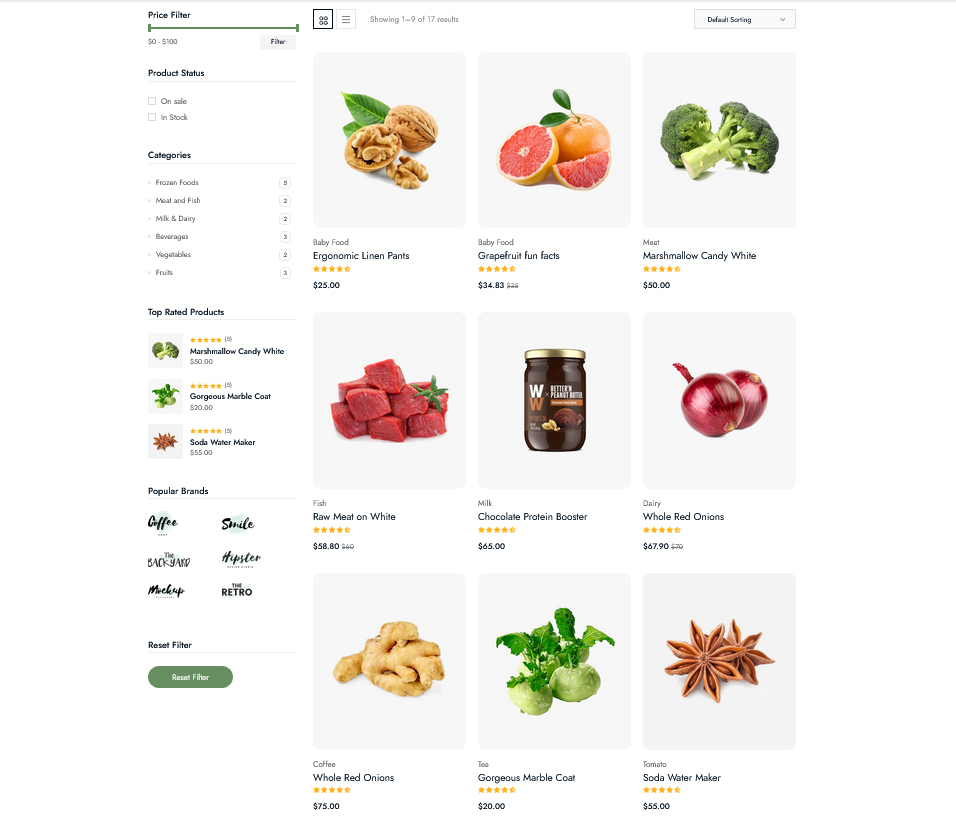 Price Filter
$0 - $100
Filter
Product Status
On sale
In Stock
Categories
Frozen Foods 5
Meat and Fish 2
Milk & Dairy 2
Beverages 3
Vegetables 2
Fruits 3
Top Rated Products
(5)
Marshmallow Candy White
$50.00
(5)
Gorgeous Marble Coat
$20.00
(5)
Soda Water Maker
$55.00
Popular Brands
Coffee
Smile
The
BACKYARD
Hipster
Mockup
THE
RETRO
Reset Filter
Reset Filter
Showing 1–9 of 17 results
Default Sorting
Baby Food
Ergonomic Linen Pants
$25.00
Baby Food
Grapefruit fun facts
$34.83 $35
Meat
Marshmallow Candy White
$50.00
W
W
BETTER'N
PEANUT BUTTER
Fish
Raw Meat on White
$58.80 $60
Milk
Chocolate Protein Booster
$65.00
Dairy
Whole Red Onions
$67.90 $70
Coffee
Whole Red Onions
$75.00
Tea
Gorgeous Marble Coat
$20.00
Tomato
Soda Water Maker
$55.00